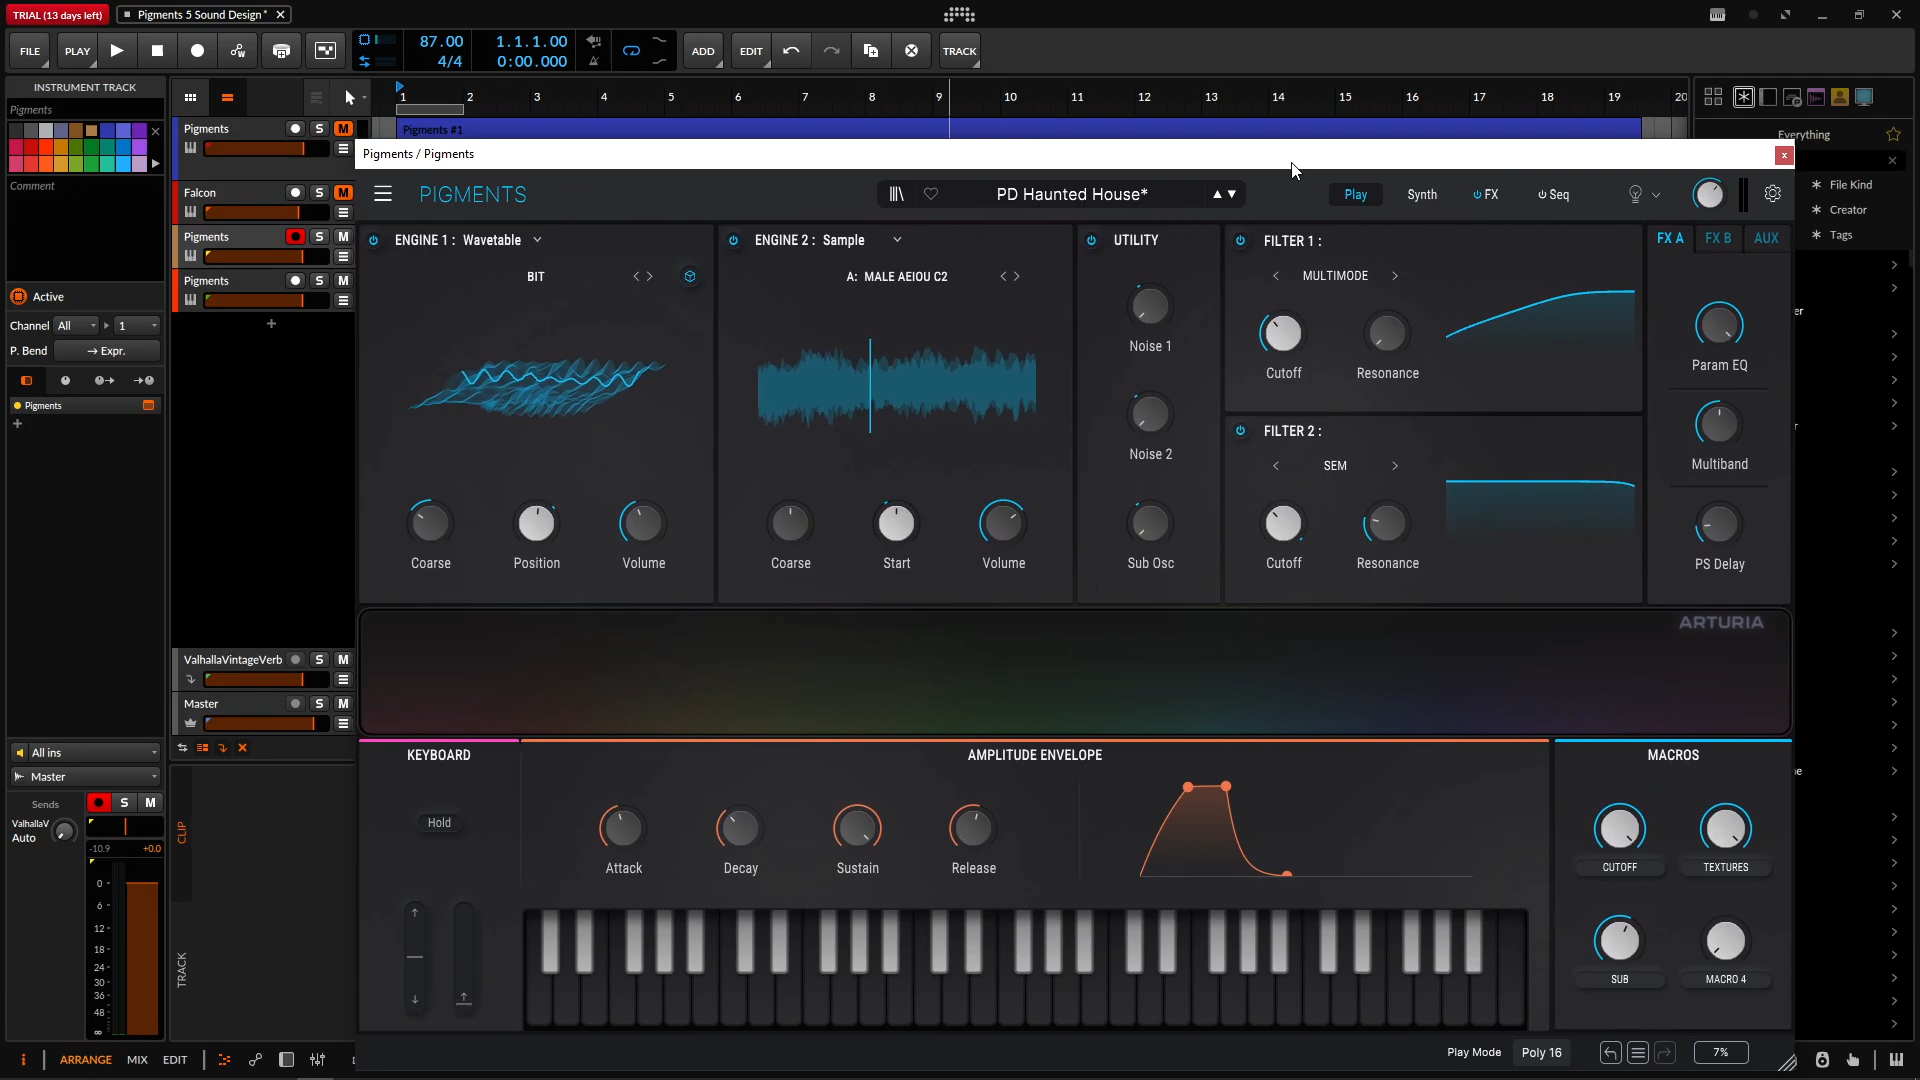 TRIAL (13 days left)
Pigments 5 Sound Design*
FILE
PLAY
87.00
4/4
1.1.1.00
0:00.000
ADD
EDIT
TRACK
INSTRUMENT TRACK
Pigments
Comment
Active
Channel All 1
P. Bend → Expr.
Pigments
All ins
Master
Sends
ValhallaV
Auto
S M
-10.9 +0.0
0
6
12
18
24
30
36
48
∞
1 2 3 4 5 6 7 8 9 10 11 12 13 14 15 16 17 18 19 20
Pigments S M
Pigments #1
Falcon S M
Pigments S M
Pigments S M
ValhallaVintageVerb S M
Master S M
CLIP
TRACK
Everything
File Kind
Creator
Tags
Pigments / Pigments
PIGMENTS
PD Haunted House*
Play
Synth
FX
Seq
ENGINE 1 : Wavetable
BIT
Coarse
Position
Volume
ENGINE 2 : Sample
A: MALE AEIOU C2
Coarse
Start
Volume
UTILITY
Noise 1
Noise 2
Sub Osc
FILTER 1 :
MULTIMODE
Cutoff
Resonance
FILTER 2 :
SEM
Cutoff
Resonance
FX A
FX B
AUX
Param EQ
Multiband
PS Delay
ARTURIA
KEYBOARD
Hold
AMPLITUDE ENVELOPE
Attack
Decay
Sustain
Release
MACROS
CUTOFF
TEXTURES
SUB
MACRO 4
Play Mode Poly 16
7%
i ARRANGE MIX EDIT